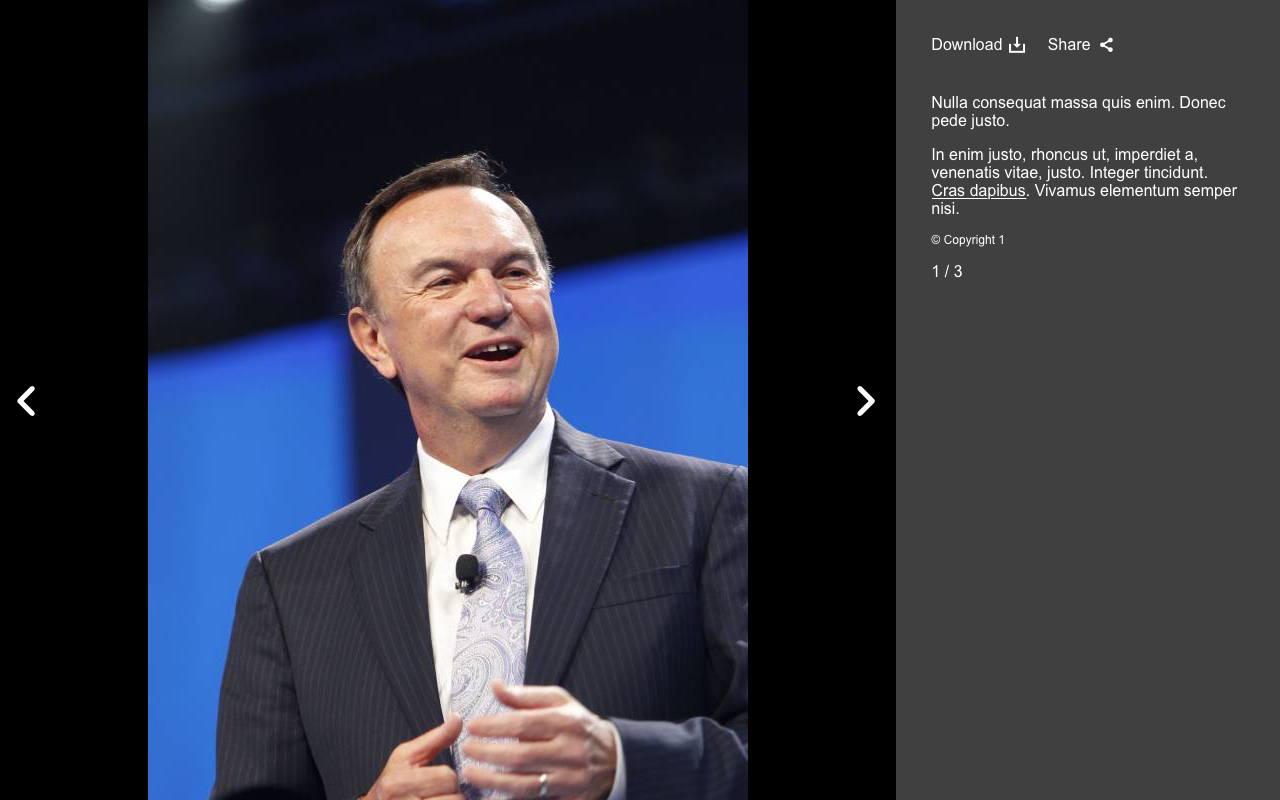 Download Share
Nulla consequat massa quis enim. Donec
pede justo.
In enim justo, rhoncus ut, imperdiet a,
venenatis vitae, justo. Integer tincidunt.
Cras dapibus. Vivamus elementum semper
nisi.
© Copyright 1
1 / 3